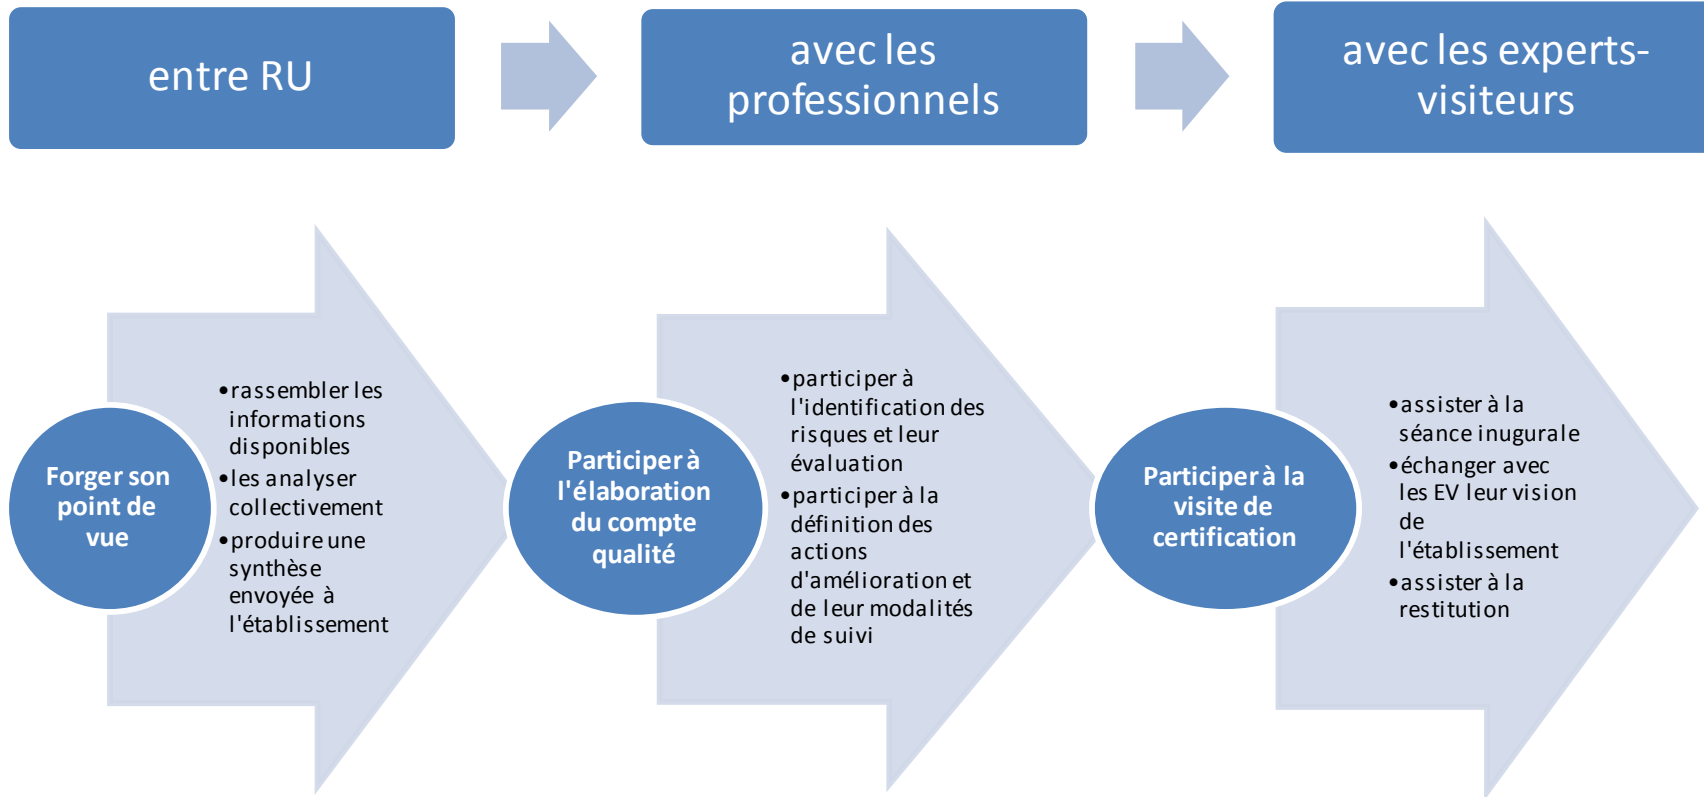 entre RU
avec les
professionnels
avec les experts-
visiteurs
Forger son
point de
vue
•rassembler les
informations
disponibles
•les analyser
collectivement
•produire une
synthèse
envoyée à
l'établissement
Participer à
l'élaboration
du compte
qualité
•participer à
l'identification des
risques et leur
évaluation
•participer à la
définition des
actions
d'amélioration et
de leur modalités
de suivi
Participer à la
visite de
certification
•assister à la
séance inugurale
•échanger avec
les EV leur vision
de
l'établissement
•assister à la
restitution